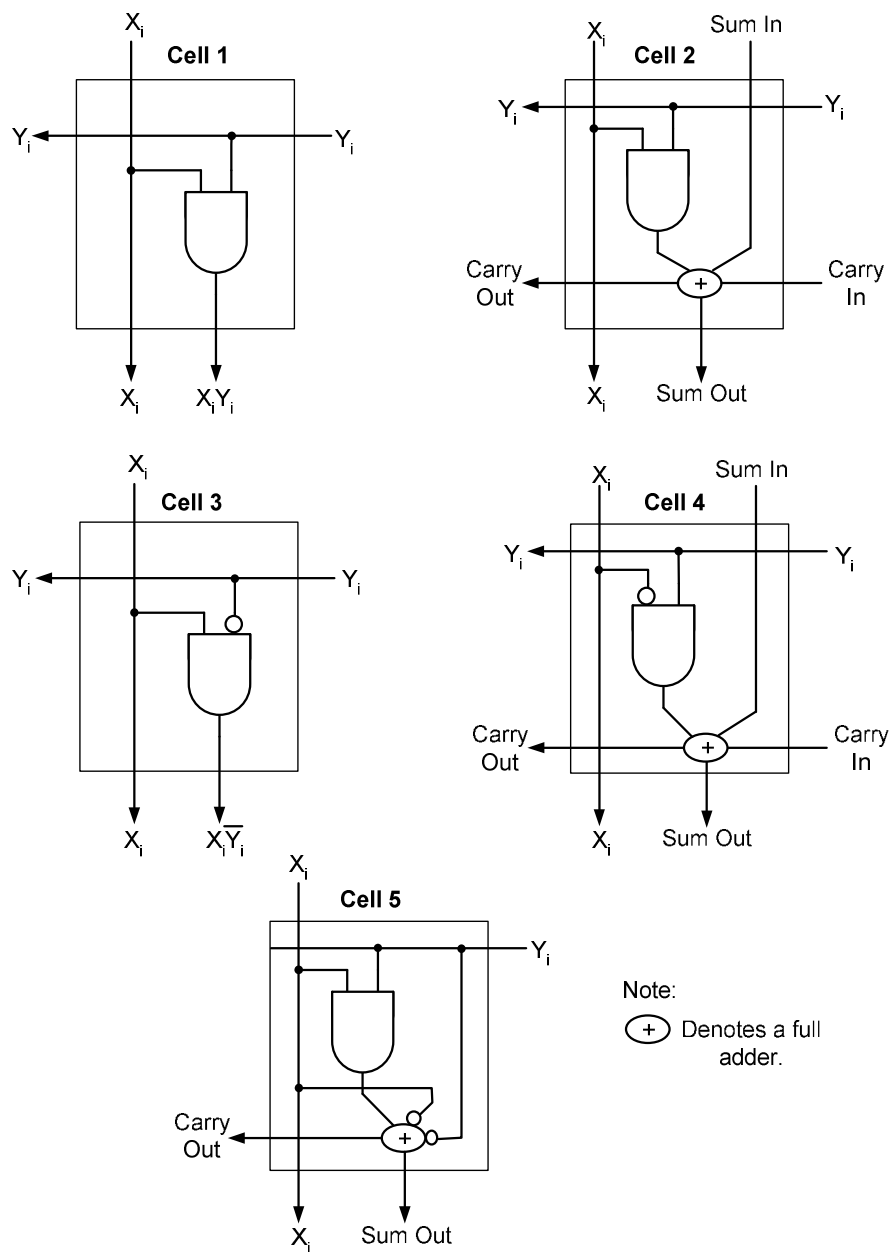 Xᵢ
Cell 1
Yᵢ
Yᵢ
Xᵢ
XᵢYᵢ
Xᵢ
Sum In
Cell 2
Yᵢ
Yᵢ
Carry Out
Carry In
Xᵢ
Sum Out
Xᵢ
Cell 3
Yᵢ
Yᵢ
Xᵢ
XᵢY̅ᵢ
Xᵢ
Sum In
Cell 4
Yᵢ
Yᵢ
Carry Out
Carry In
Xᵢ
Sum Out
Xᵢ
Cell 5
Yᵢ
Carry Out
Xᵢ
Sum Out
Note:
+ Denotes a full
adder.